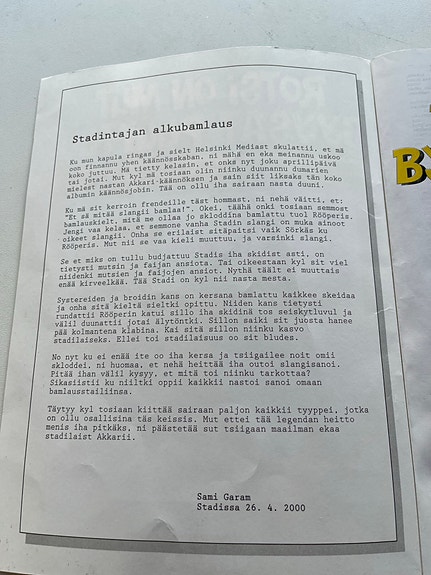 Stadintajan alkubamlaus
Ku mun kapula ringas ja sielt Helsinki Mediast skulattii, et mä
oon finnannu yhen käännöskaban, ni mähä en eka meinannu uskoo
koko juttuu. Mä tietty kelasin, et onks nyt joku aprillipäivä
tai jotai. Mut kyl mä tosiaan olin niinku duunannu dumarien
mielest nastan Akkari käännöksen ja sain siit liksaks tän koko
albumin käännösjobin. Tää on ollu iha sairaan nasta duuni.
Ku mä sit kerroin frendeille täst hommast, ni nehä väitti, et:
"Et sä mitää slangii bamlaa!". Okei, täähä onki tosiaan semmost
bamlauskielt, mitä me ollaa jo skloddina bamlattu tuol Rööperis.
Jengi vaa kelaa, et semmone vanha Stadin slangi on muka ainoot
oikeet slangii. Onha se erilaist sitäpaitsi vaik Sörkäs ku
Rööperis. Mut nii se vaa kieli muuttuu, ja varsinki slangi.
Se et miks on tullu budjattuu Stadis iha skidist asti, on
tietysti mutsin ja faijan ansiota. Tai oikeestaan kyl sit viel
niidenki mutsien ja faijojen ansiot. Nythä täält ei muuttais
enää kirveelkää. Tää Stadi on kyl nii nasta mesta.
Systereiden ja broidin kans on kersana bamlattu kaikkee skeidaa
ja onha sitä kieltä sieltki opittu. Niiden kans tietysti
rundattii Rööperin katui sillo iha skidinä tos seiskytluvul ja
välil duunattii jotai älytöntki. Sillon saiki sit juosta hanee
pää kolmantena klabina. Kai sitä sillon niinku kasvo
stadilaiseks. Ellei toi stadilaisuus oo sit bludes.
No nyt ku ei enää ite oo iha kersa ja tsiigailee noit omii
skloddei, ni huomaa, et nehä heittää iha outoi slangisanoi.
Pitää ihan välil kysyy, et mitä toi niinku tarkottaa?
Sikasiistii ku niiltki oppii kaikkii nastoi sanoi omaan
bamlausstailiinsa.
Täytyy kyl tosiaan kiittää sairaan paljon kaikkii tyyppei, jotka
on ollu osallisina täs keissis. Mut ettei tää legendan heitto
menis iha pitkäks, ni päästetää sut tsiigaan maailman ekaa
stadilaist Akkarii.
Sami Garam
Stadissa 26. 4. 2000